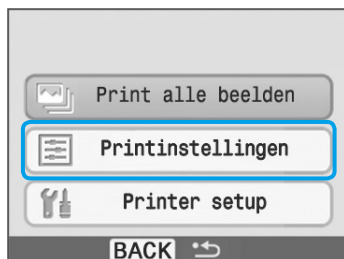 Print alle beelden
Printinstellingen
Printer setup
BACK